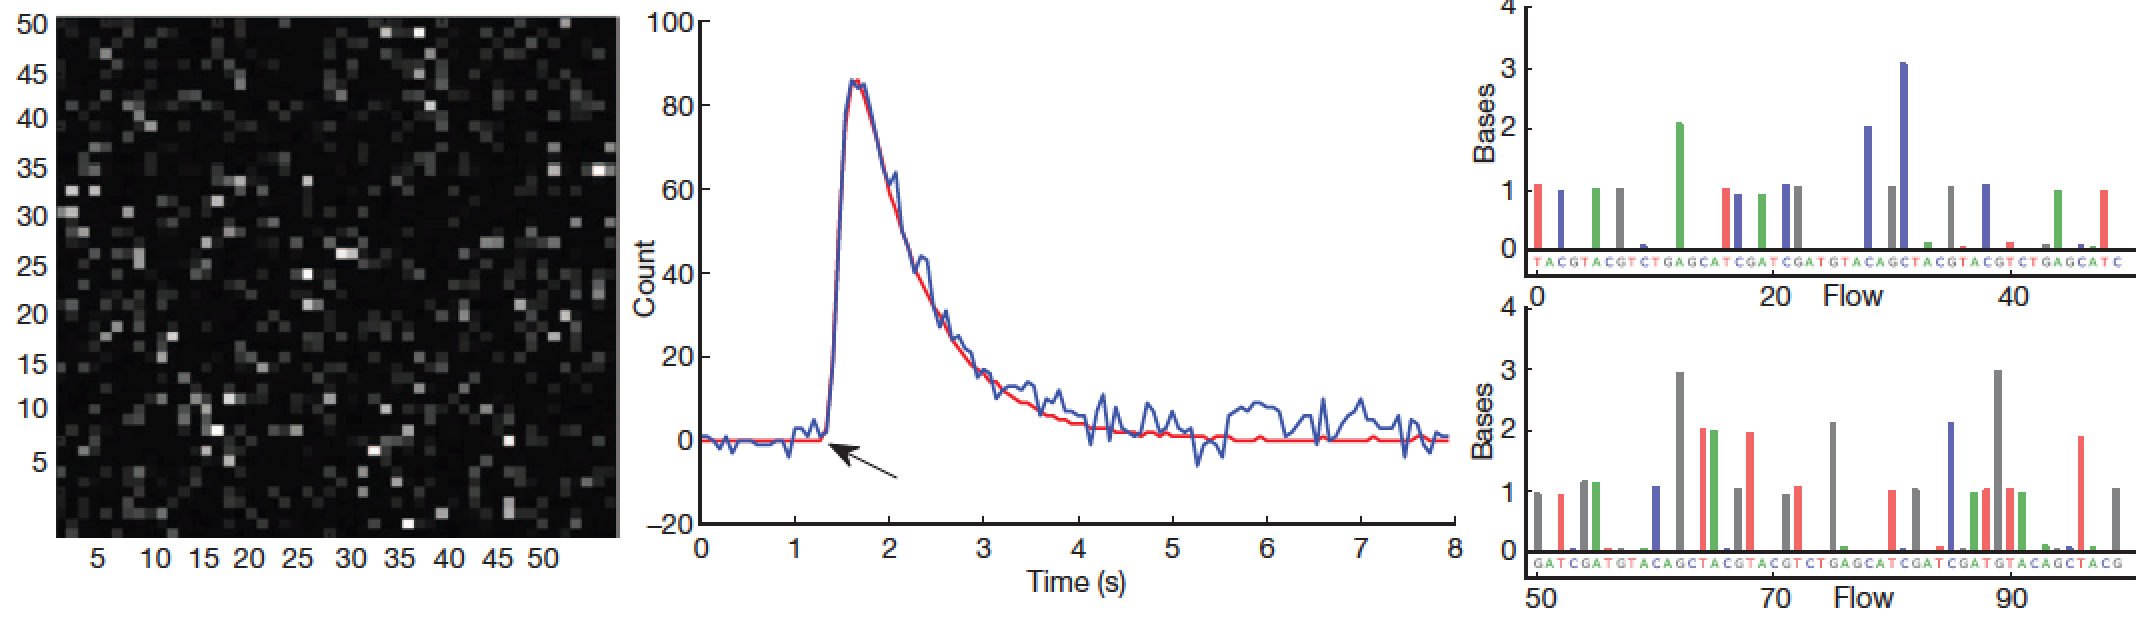 50
45
40
35
30
25
20
15
10
5
5 10 15 20 25 30 35 40 45 50
Count
100
80
60
40
20
0
–20
0 1 2 3 4 5 6 7 8
Time (s)
Bases
4
3
2
1
0
TACGTACGTCTGAGCATCGATCGATGTACAGCTACGTACGTCTGAGCATC
0 20 Flow 40
Bases
4
3
2
1
0
GATCGATGTACAGCTACGTACGTCTGAGCATCGATCGATGTACAGCTACG
50 70 Flow 90